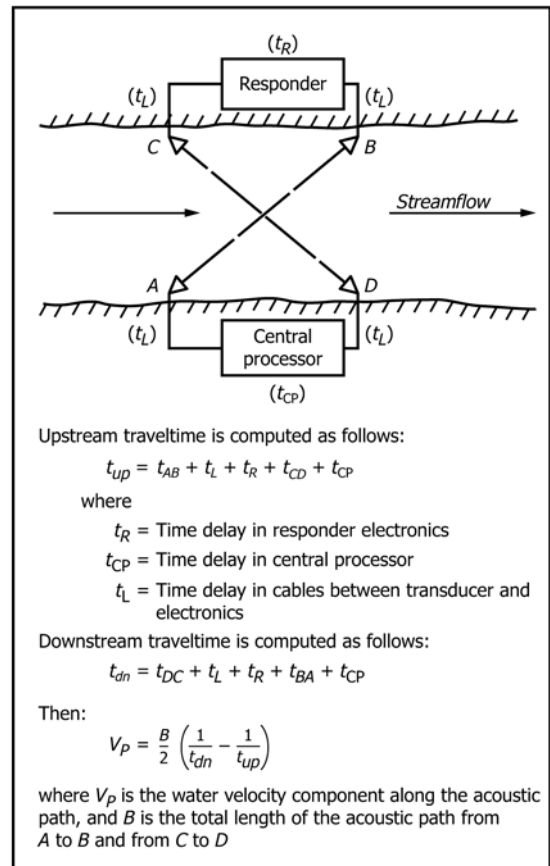 (t_R)
Responder
(t_L) (t_L)
C B
Streamflow
A D
(t_L) (t_L)
Central
processor
(t_CP)
Upstream traveltime is computed as follows:
t_up = t_AB + t_L + t_R + t_CD + t_CP
where
t_R = Time delay in responder electronics
t_CP = Time delay in central processor
t_L = Time delay in cables between transducer and
electronics
Downstream traveltime is computed as follows:
t_dn = t_DC + t_L + t_R + t_BA + t_CP
Then:
V_P = B/2 (1/t_dn − 1/t_up)
where V_P is the water velocity component along the acoustic
path, and B is the total length of the acoustic path from
A to B and from C to D